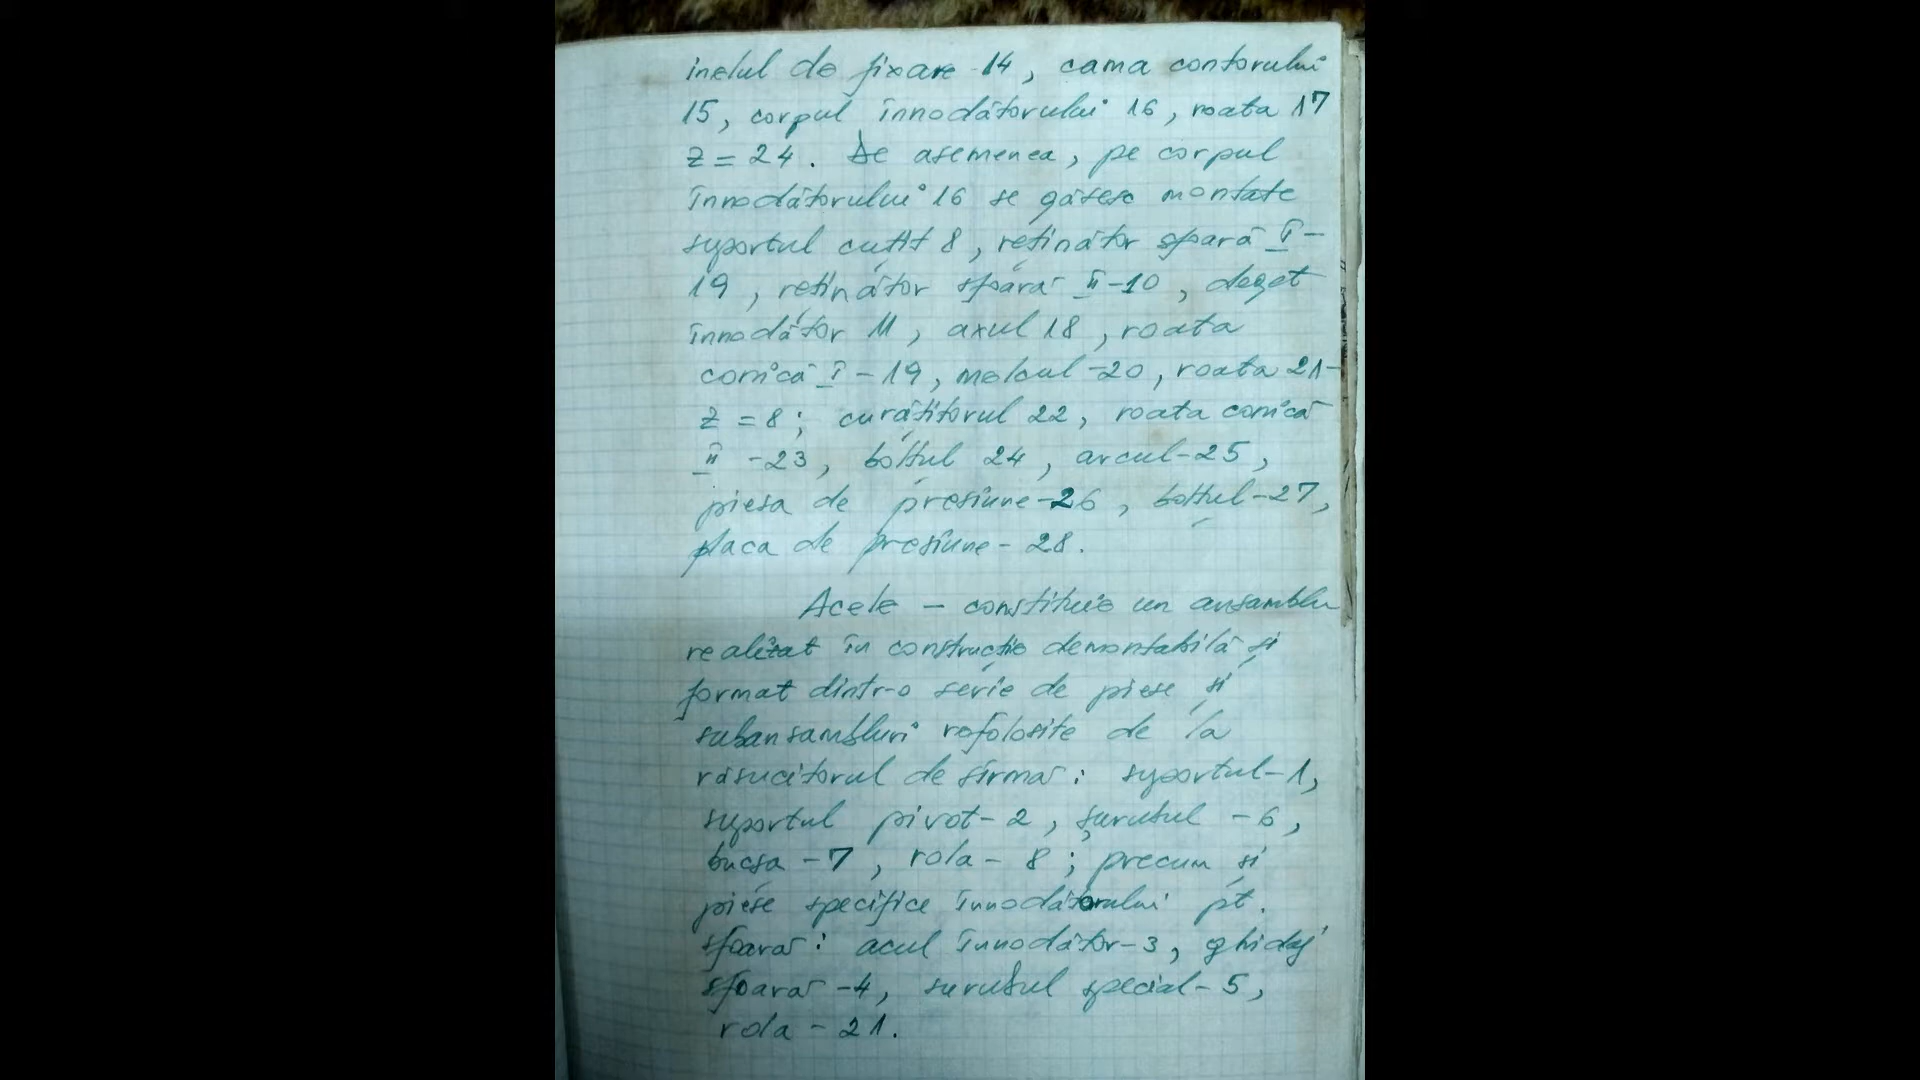 inelul de fixare -14, cama contorului
15, corpul înnodătorului 16, roata 17
z = 24. De asemenea, pe corpul
înnodătorului 16 se găsesc montate
suportul cuțit 8, reținător sfoară I -
19, reținător sfoară II -10, deget
înnodător 11, axul 18, roata
conică I - 19, melcul -20, roata 21-
z = 8; curățitorul 22, roata conică
II - 23, bolțul 24, arcul-25,
piesa de presiune-26, bolțul-27,
placa de presiune - 28.
Acele - constituie un ansamblu
realizat în construcție demontabilă și
format dintr-o serie de piese și
subansambluri refolosite de la
răsucitorul de sîrmă: suportul-1,
suportul pivot-2, șurubul -6,
bucșa -7, rola - 8; precum și
piese specifice înnodătorului pt.
sfoară: acul înnodător-3, ghidaj
sfoară -4, surubul special-5,
rola - 21.